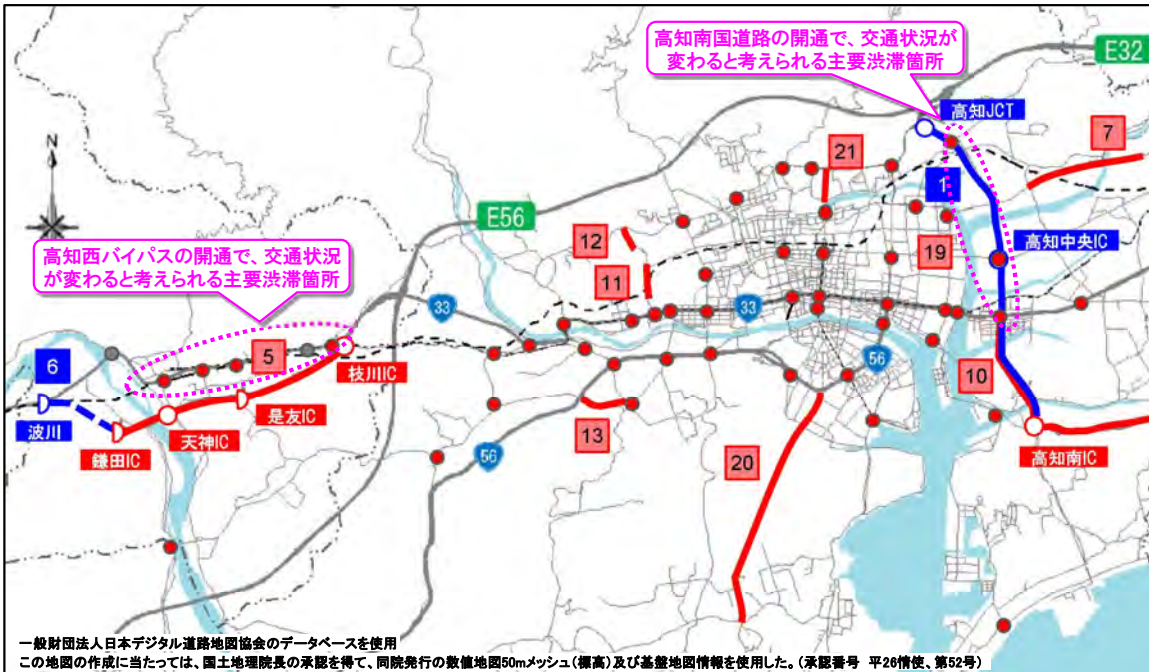 高知南国道路の開通で、交通状況が
変わると考えられる主要渋滞箇所
E32
高知JCT
7
21
1
N
E56
12
19
高知中央IC
高知西バイパスの開通で、交通状況
が変わると考えられる主要渋滞箇所
11
33
33
5
56
6
枝川IC
10
波川
是友IC
天神IC
鎌田IC
13
56
20
高知南IC
一般財団法人日本デジタル道路地図協会のデータベースを使用
この地図の作成に当たっては、国土地理院長の承認を得て、同院発行の数値地図50mメッシュ(標高)及び基盤地図情報を使用した。(承認番号 平26情使、第52号)